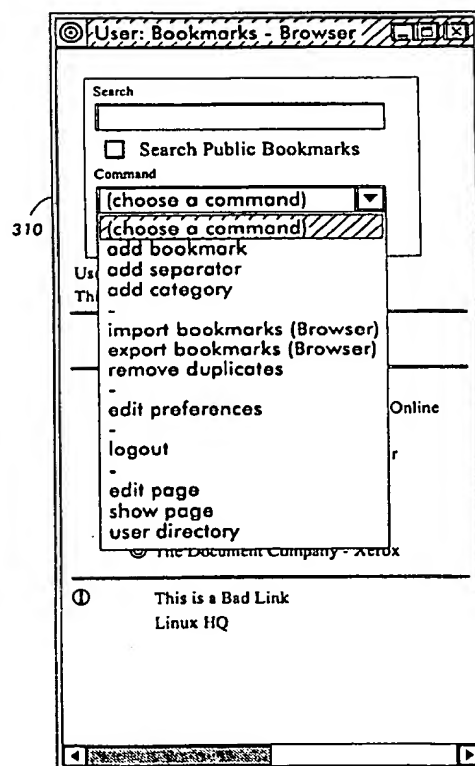 User: Bookmarks - Browser
Search
Search Public Bookmarks
Command
310
(choose a command)
(choose a command)
add bookmark
add separator
add category
-
import bookmarks (Browser)
export bookmarks (Browser)
remove duplicates
-
edit preferences
Online
-
logout
-
edit page
show page
user directory
The Document Company - Xerox
This is a Bad Link
Linux HQ